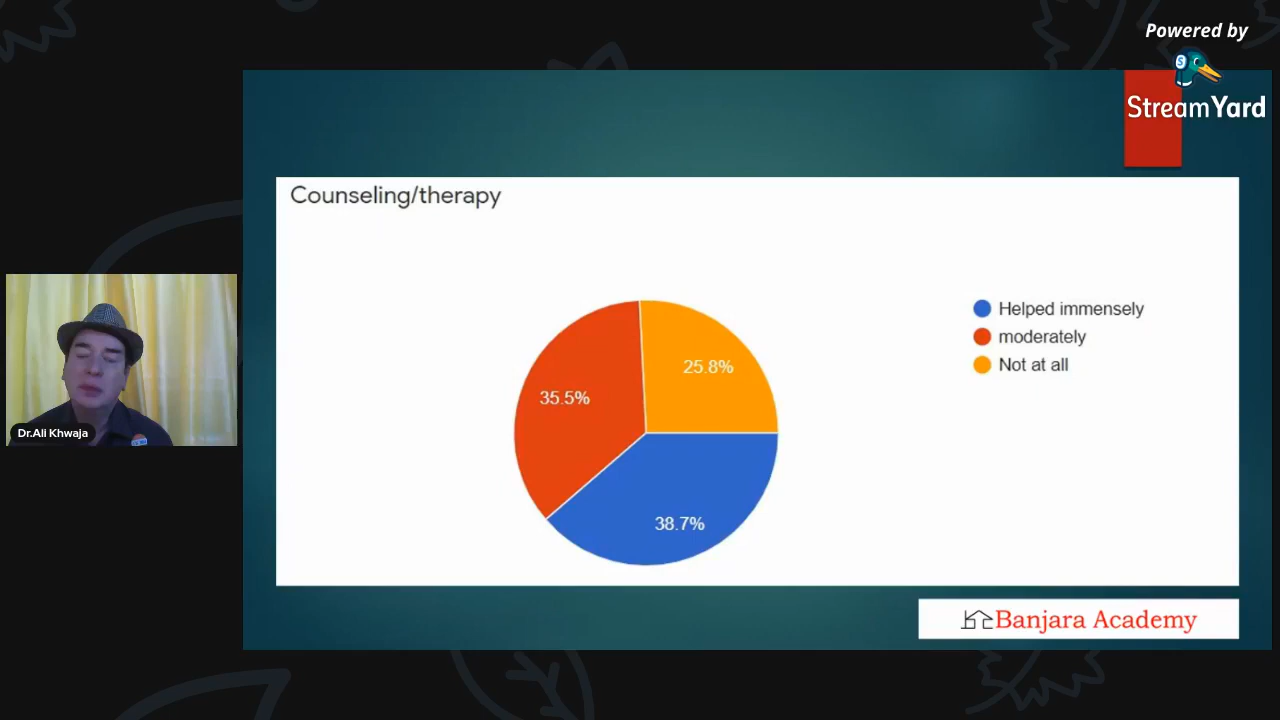 Powered by
StreamYard
Counseling/therapy
Helped immensely
moderately
Not at all
25.8%
35.5%
38.7%
Dr.Ali Khwaja
Banjara Academy